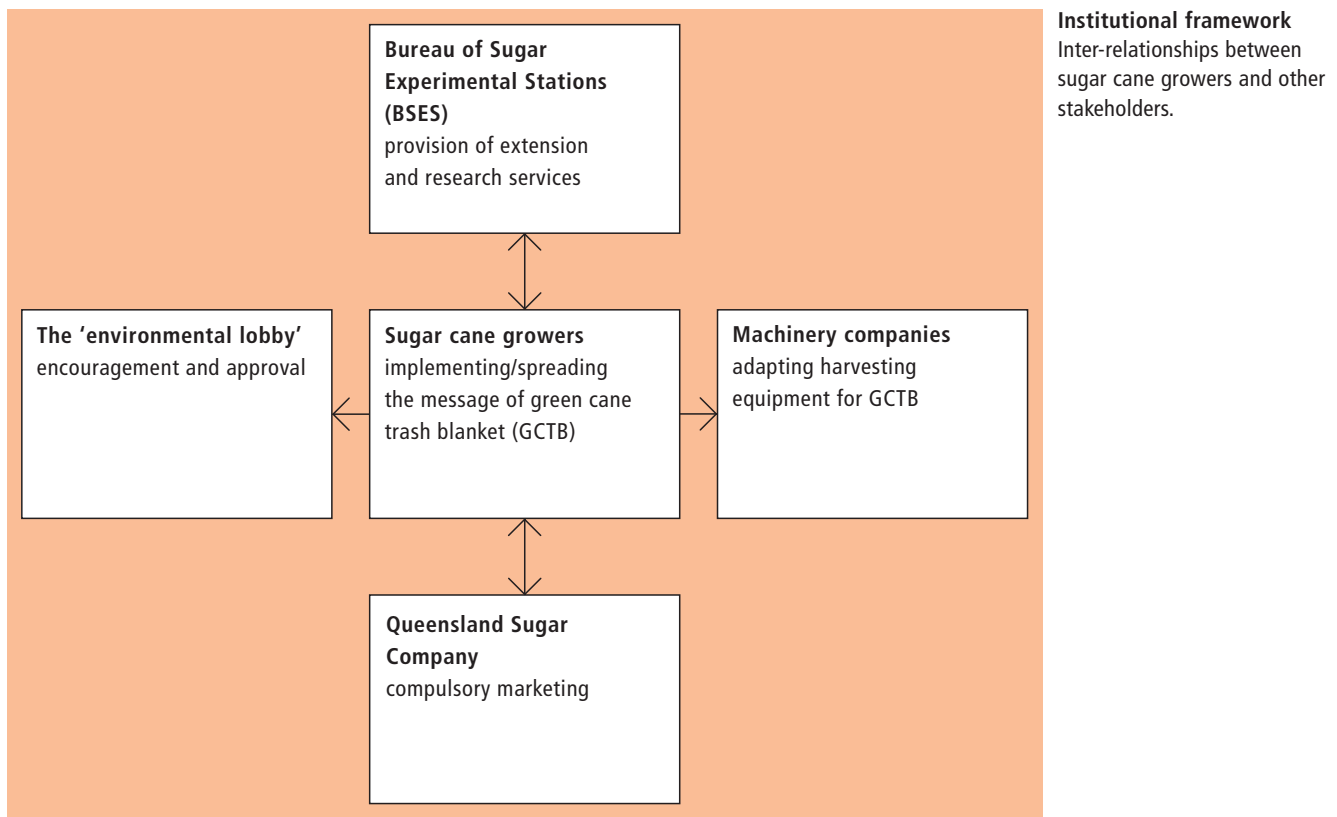 Institutional framework
Inter-relationships between
sugar cane growers and other
stakeholders.
Bureau of Sugar
Experimental Stations
(BSES)
provision of extension
and research services
The ‘environmental lobby’
encouragement and approval
Sugar cane growers
implementing/spreading
the message of green cane
trash blanket (GCTB)
Machinery companies
adapting harvesting
equipment for GCTB
Queensland Sugar
Company
compulsory marketing